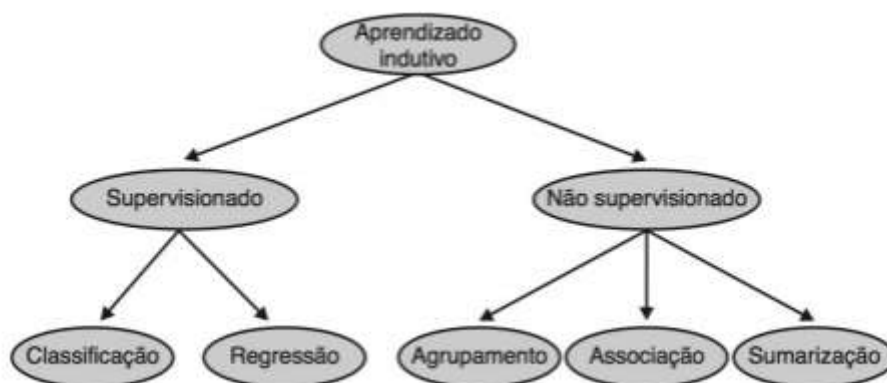 Aprendizado
indutivo
Supervisionado
Não supervisionado
Classificação
Regressão
Agrupamento
Associação
Sumarização